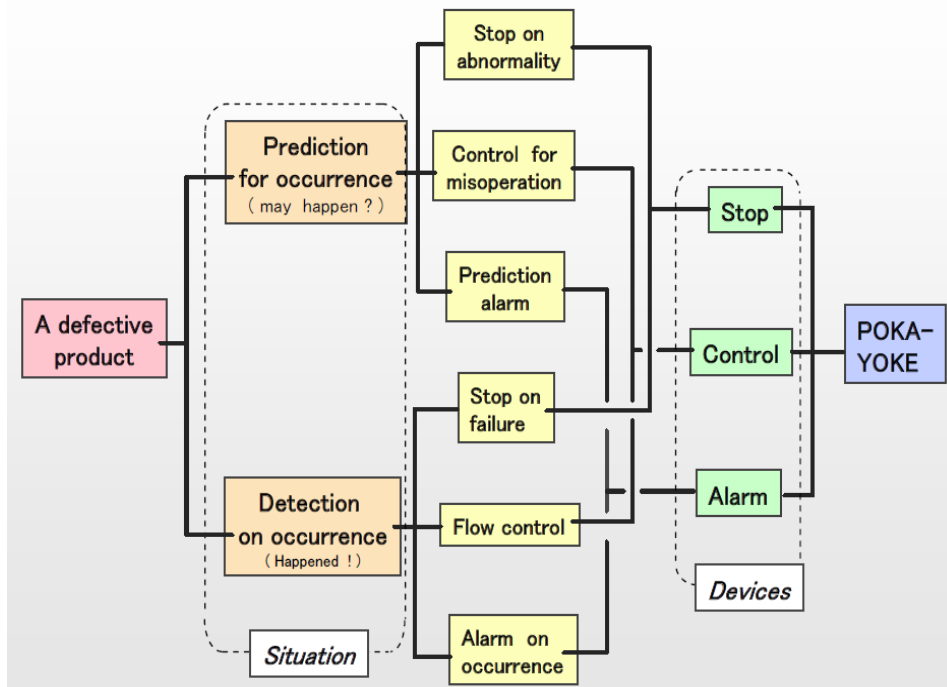 A defective
product
Prediction
for occurrence
( may happen ? )
Detection
on occurrence
( Happened ! )
Situation
Stop on
abnormality
Control for
misoperation
Prediction
alarm
Stop on
failure
Flow control
Alarm on
occurrence
Stop
Control
Alarm
Devices
POKA-
YOKE